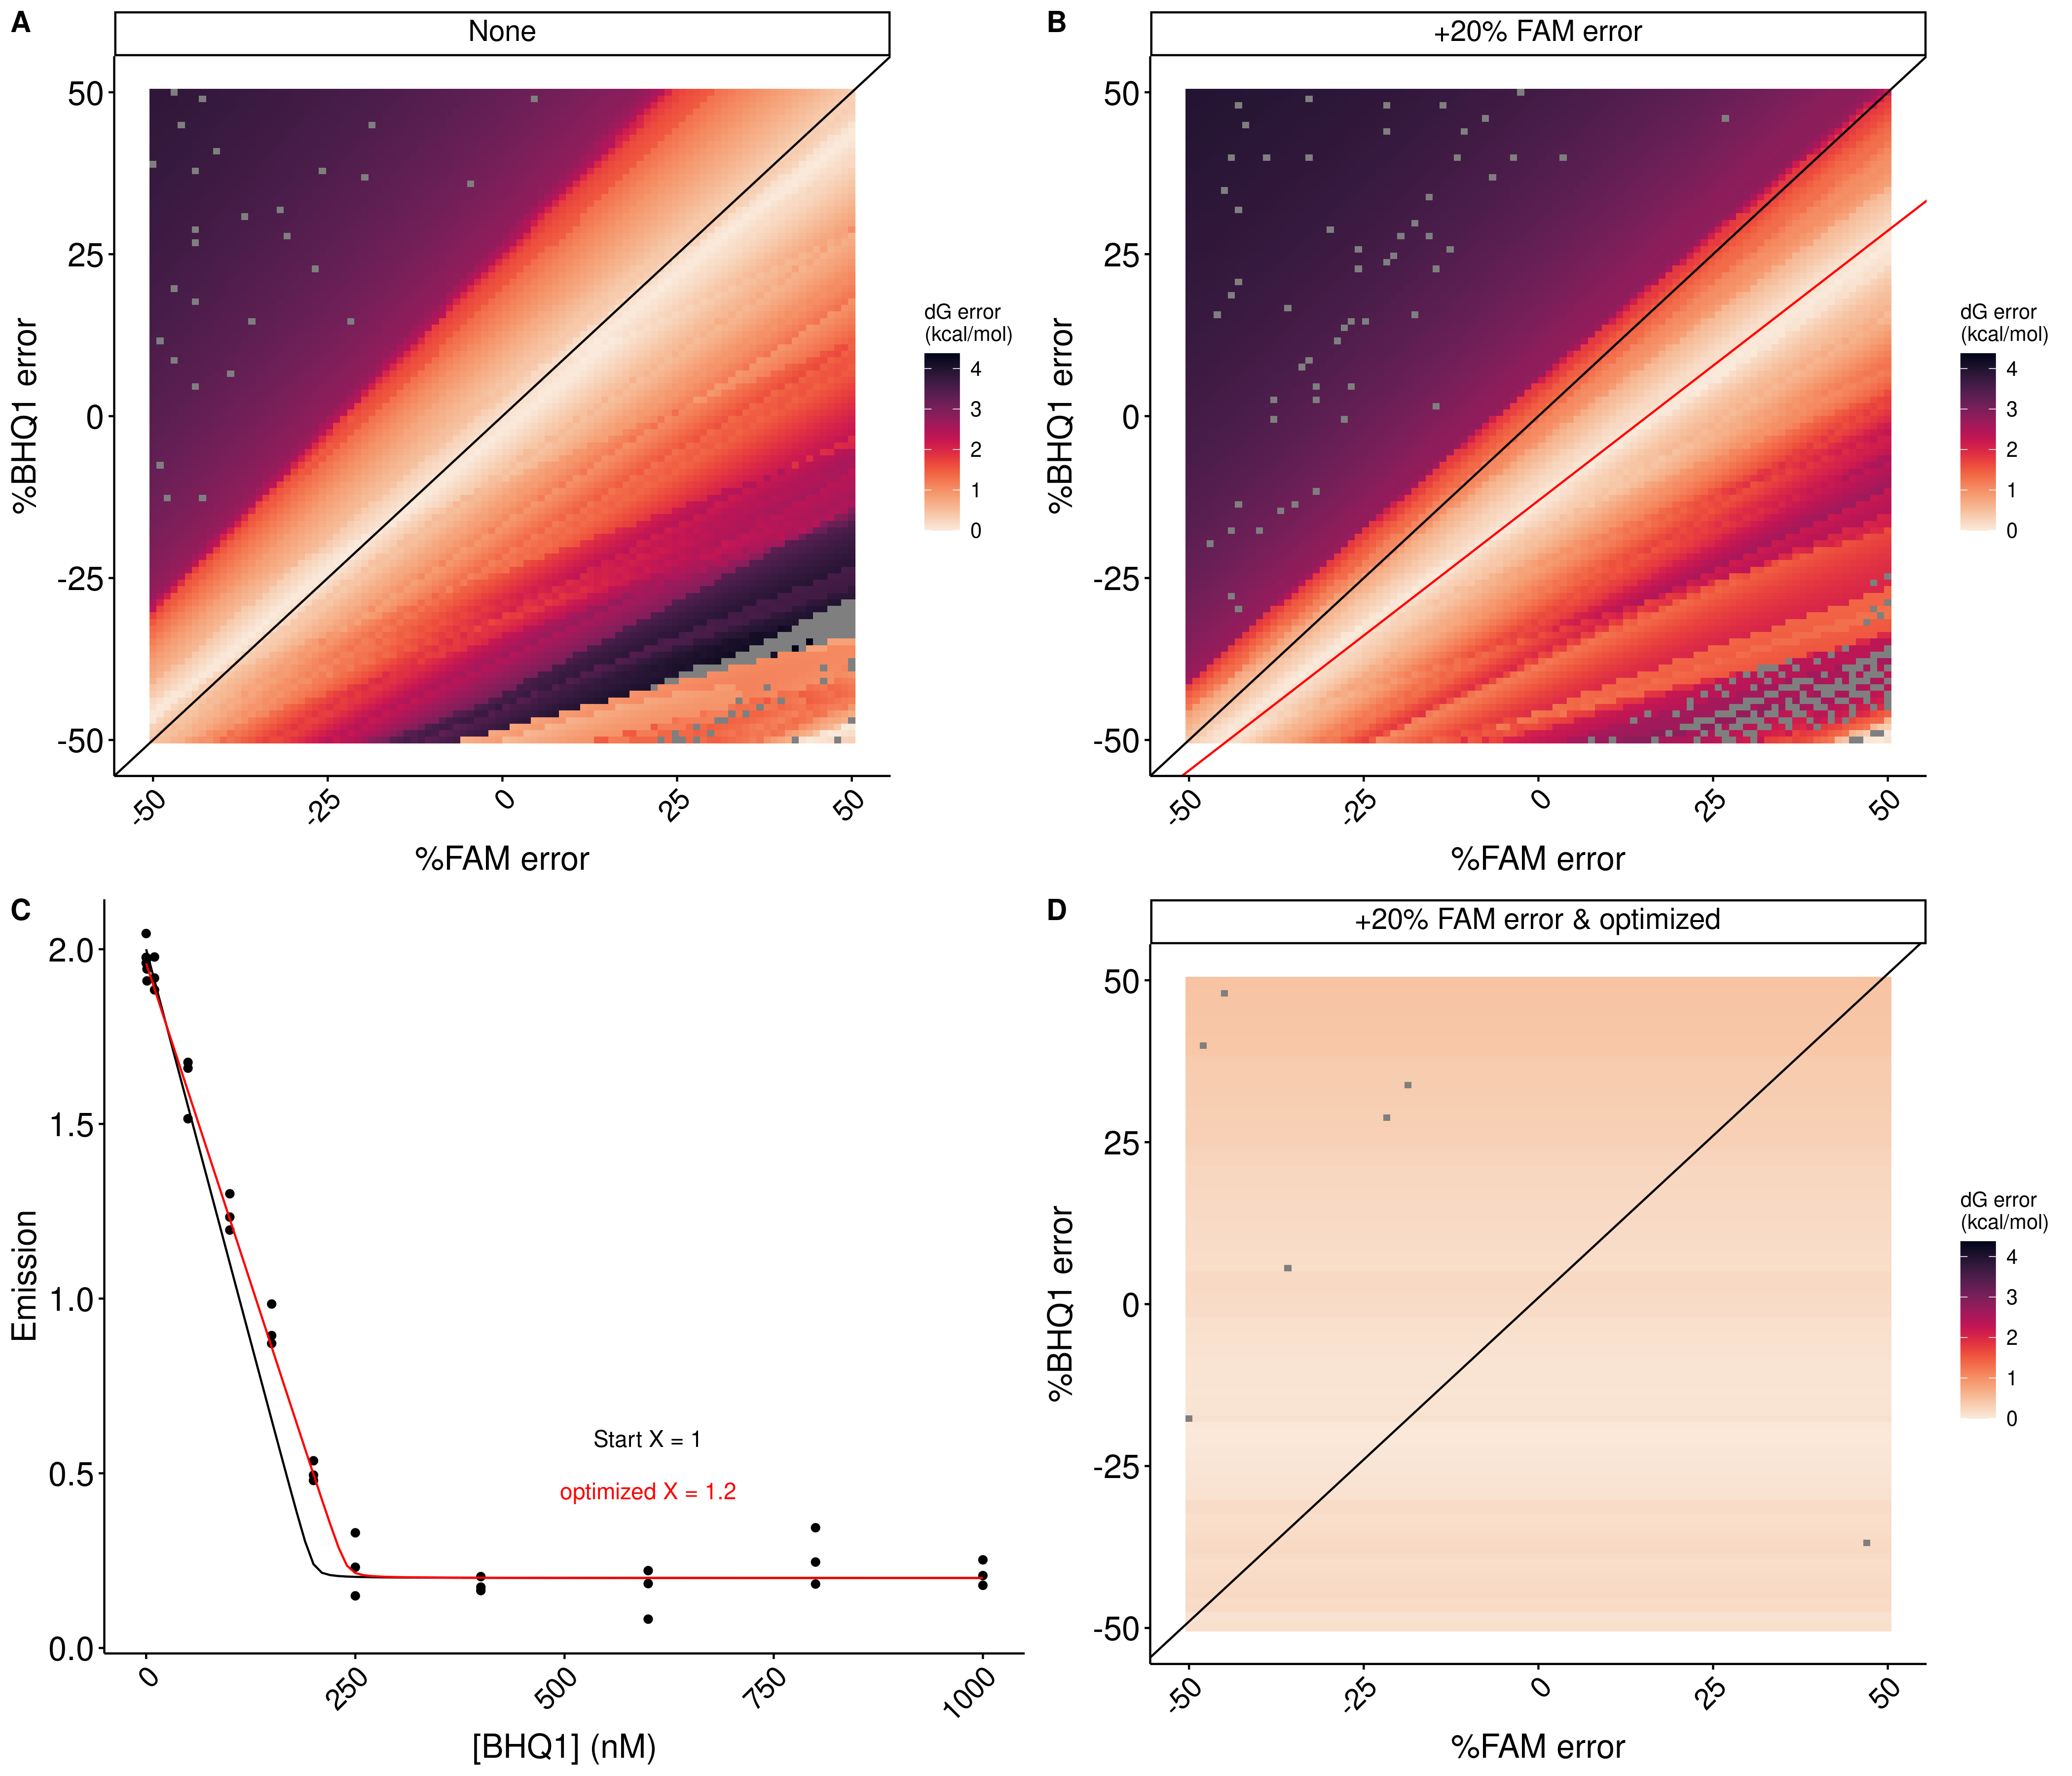 A
None
50
25
0
-25
-50
%BHQ1 error
-50
-25
0
25
50
%FAM error
dG error
(kcal/mol)
4
3
2
1
0
B
+20% FAM error
50
25
0
-25
-50
%BHQ1 error
-50
-25
0
25
50
%FAM error
dG error
(kcal/mol)
4
3
2
1
0
C
2.0
1.5
1.0
0.5
0.0
Emission
Start X = 1
optimized X = 1.2
0
250
500
750
1000
[BHQ1] (nM)
D
+20% FAM error & optimized
50
25
0
-25
-50
%BHQ1 error
-50
-25
0
25
50
%FAM error
dG error
(kcal/mol)
4
3
2
1
0